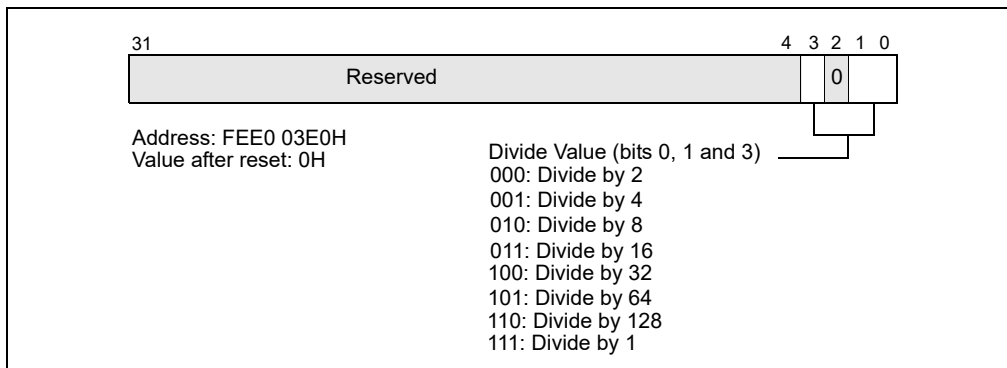 31 4 3 2 1 0
Reserved 0
Address: FEE0 03E0H
Value after reset: 0H
Divide Value (bits 0, 1 and 3)
000: Divide by 2
001: Divide by 4
010: Divide by 8
011: Divide by 16
100: Divide by 32
101: Divide by 64
110: Divide by 128
111: Divide by 1